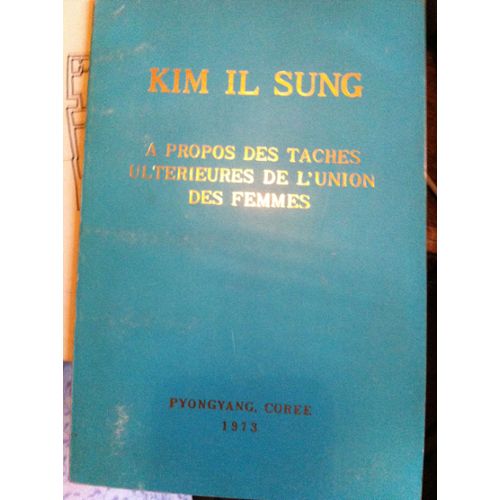 KIM IL SUNG
A PROPOS DES TACHES
ULTERIEURES DE L'UNION
DES FEMMES
PYONGYANG, COREE
1973